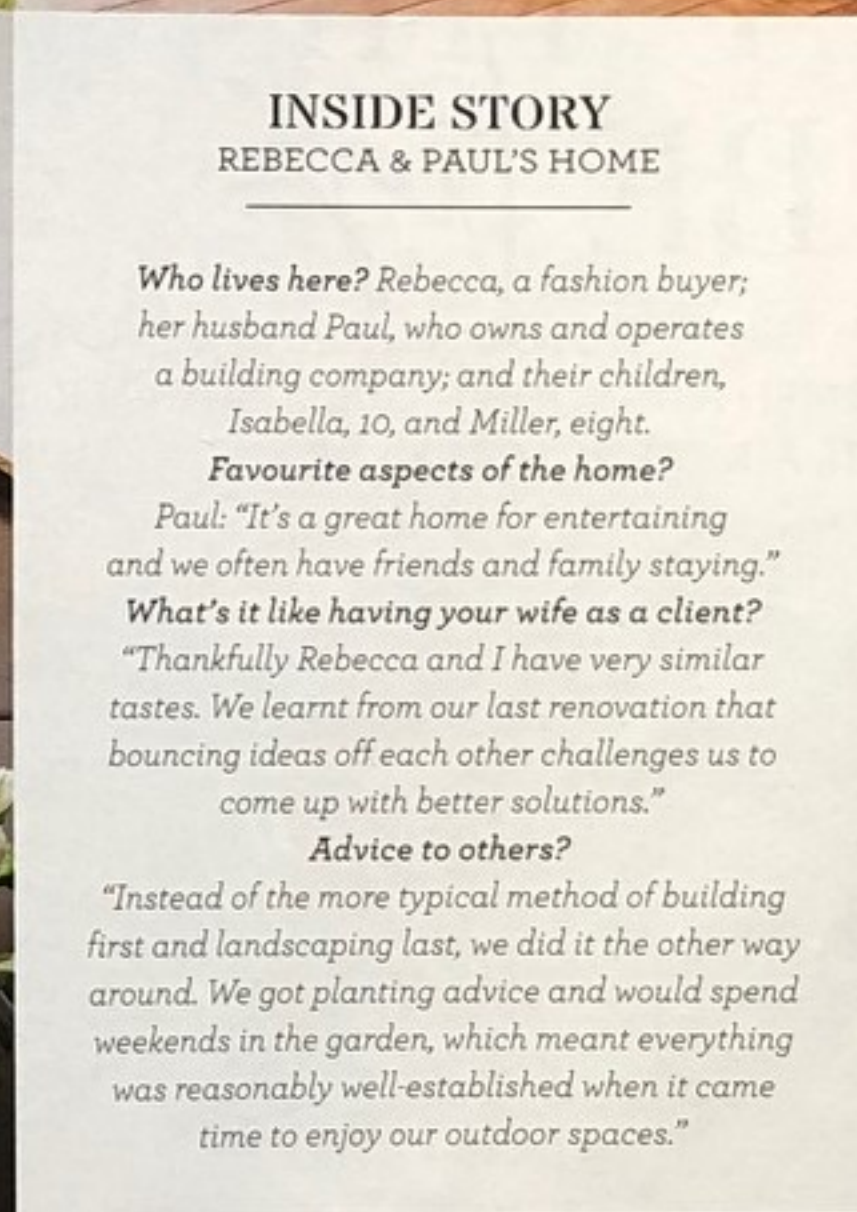 INSIDE STORY
REBECCA & PAUL'S HOME
Who lives here? Rebecca, a fashion buyer;
her husband Paul, who owns and operates
a building company; and their children,
Isabella, 10, and Miller, eight.
Favourite aspects of the home?
Paul: “It’s a great home for entertaining
and we often have friends and family staying.”
What’s it like having your wife as a client?
“Thankfully Rebecca and I have very similar
tastes. We learnt from our last renovation that
bouncing ideas off each other challenges us to
come up with better solutions.”
Advice to others?
“Instead of the more typical method of building
first and landscaping last, we did it the other way
around. We got planting advice and would spend
weekends in the garden, which meant everything
was reasonably well-established when it came
time to enjoy our outdoor spaces.”